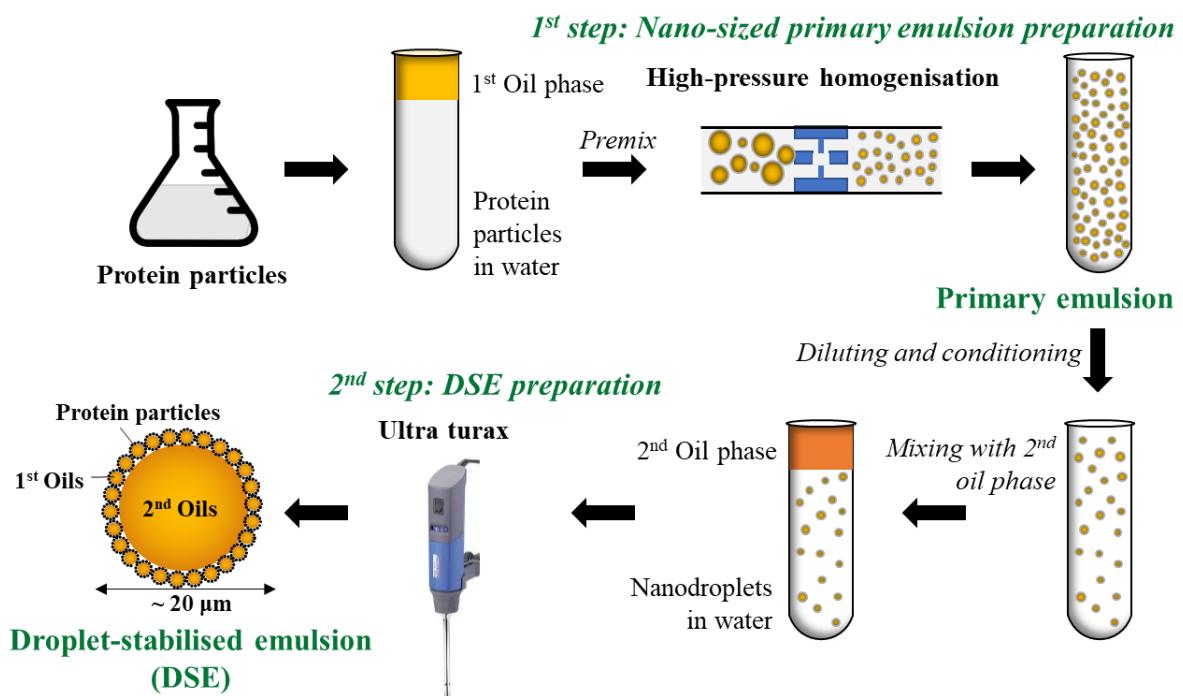 1st step: Nano-sized primary emulsion preparation
1st Oil phase
High-pressure homogenisation
Premix
Protein
particles
in water
Protein particles
Primary emulsion
Diluting and conditioning
2nd step: DSE preparation
Protein particles
Ultra turax
2nd Oil phase
Mixing with 2nd
oil phase
1st Oils
2nd Oils
Nanodroplets
in water
~ 20 µm
Droplet-stabilised emulsion
(DSE)